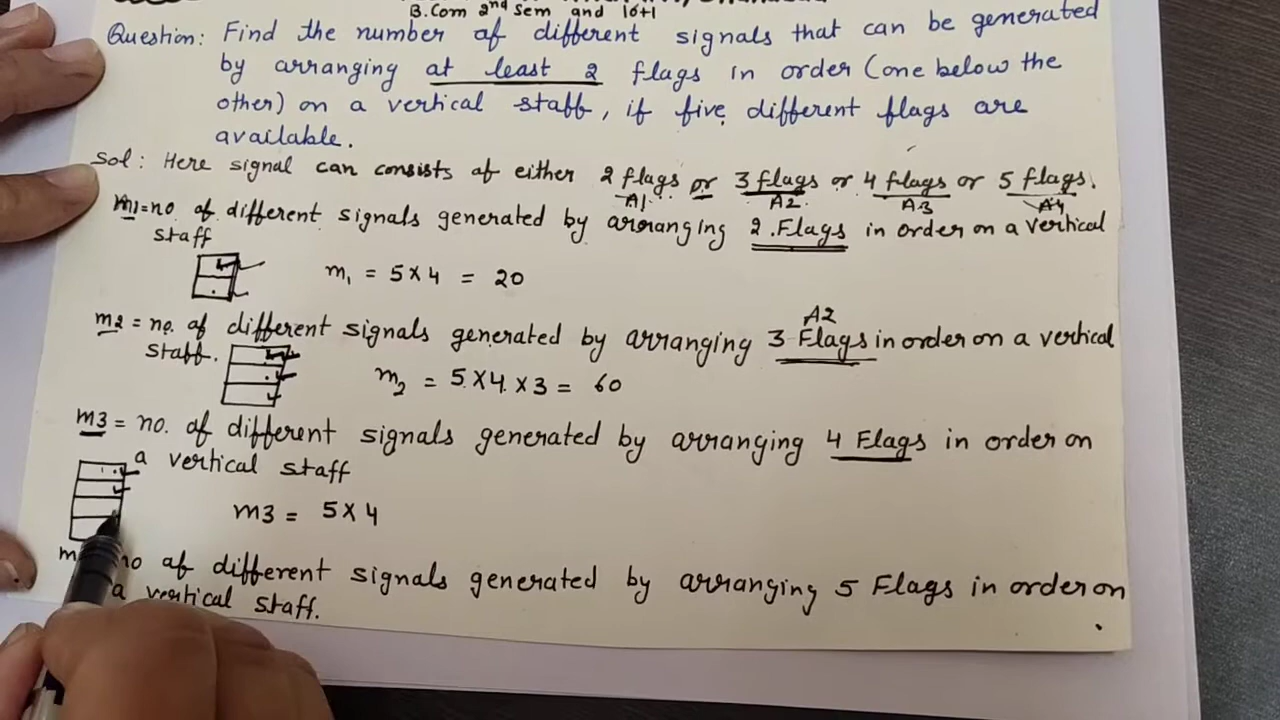 B.Com 2nd Sem and 10+1
Question: Find the number of different signals that can be generated
by arranging at least 2 flags in order (one below the
other) on a vertical staff, if five different flags are
available.
Sol: Here signal can consists of either 2 flags or 3 flags or 4 flags or 5 flags.
A1 A2 A3 A4
m1=no. of different signals generated by arranging 2 Flags in order on a vertical
staff
m1 = 5×4 = 20
A2
m2 = no. of different signals generated by arranging 3 Flags in order on a vertical
staff.
m2 = 5×4×3 = 60
m3 = no. of different signals generated by arranging 4 Flags in order on
a vertical staff
m3 = 5×4
m no of different signals generated by arranging 5 Flags in order on
a vertical staff.